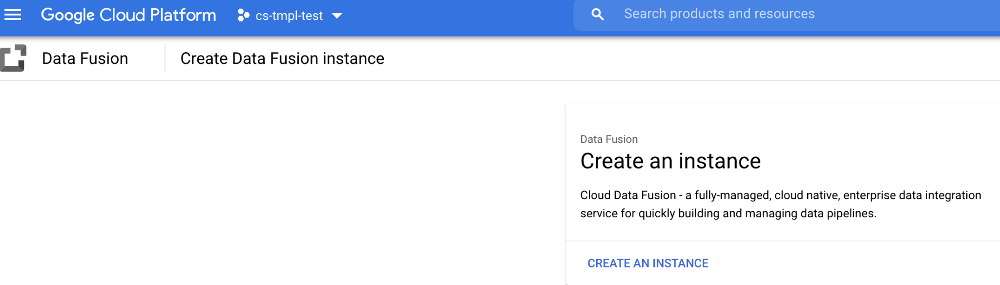 Google Cloud Platform
cs-tmpl-test
Search products and resources
Data Fusion
Create Data Fusion instance
Data Fusion
Create an instance
Cloud Data Fusion - a fully-managed, cloud native, enterprise data integration
service for quickly building and managing data pipelines.
CREATE AN INSTANCE